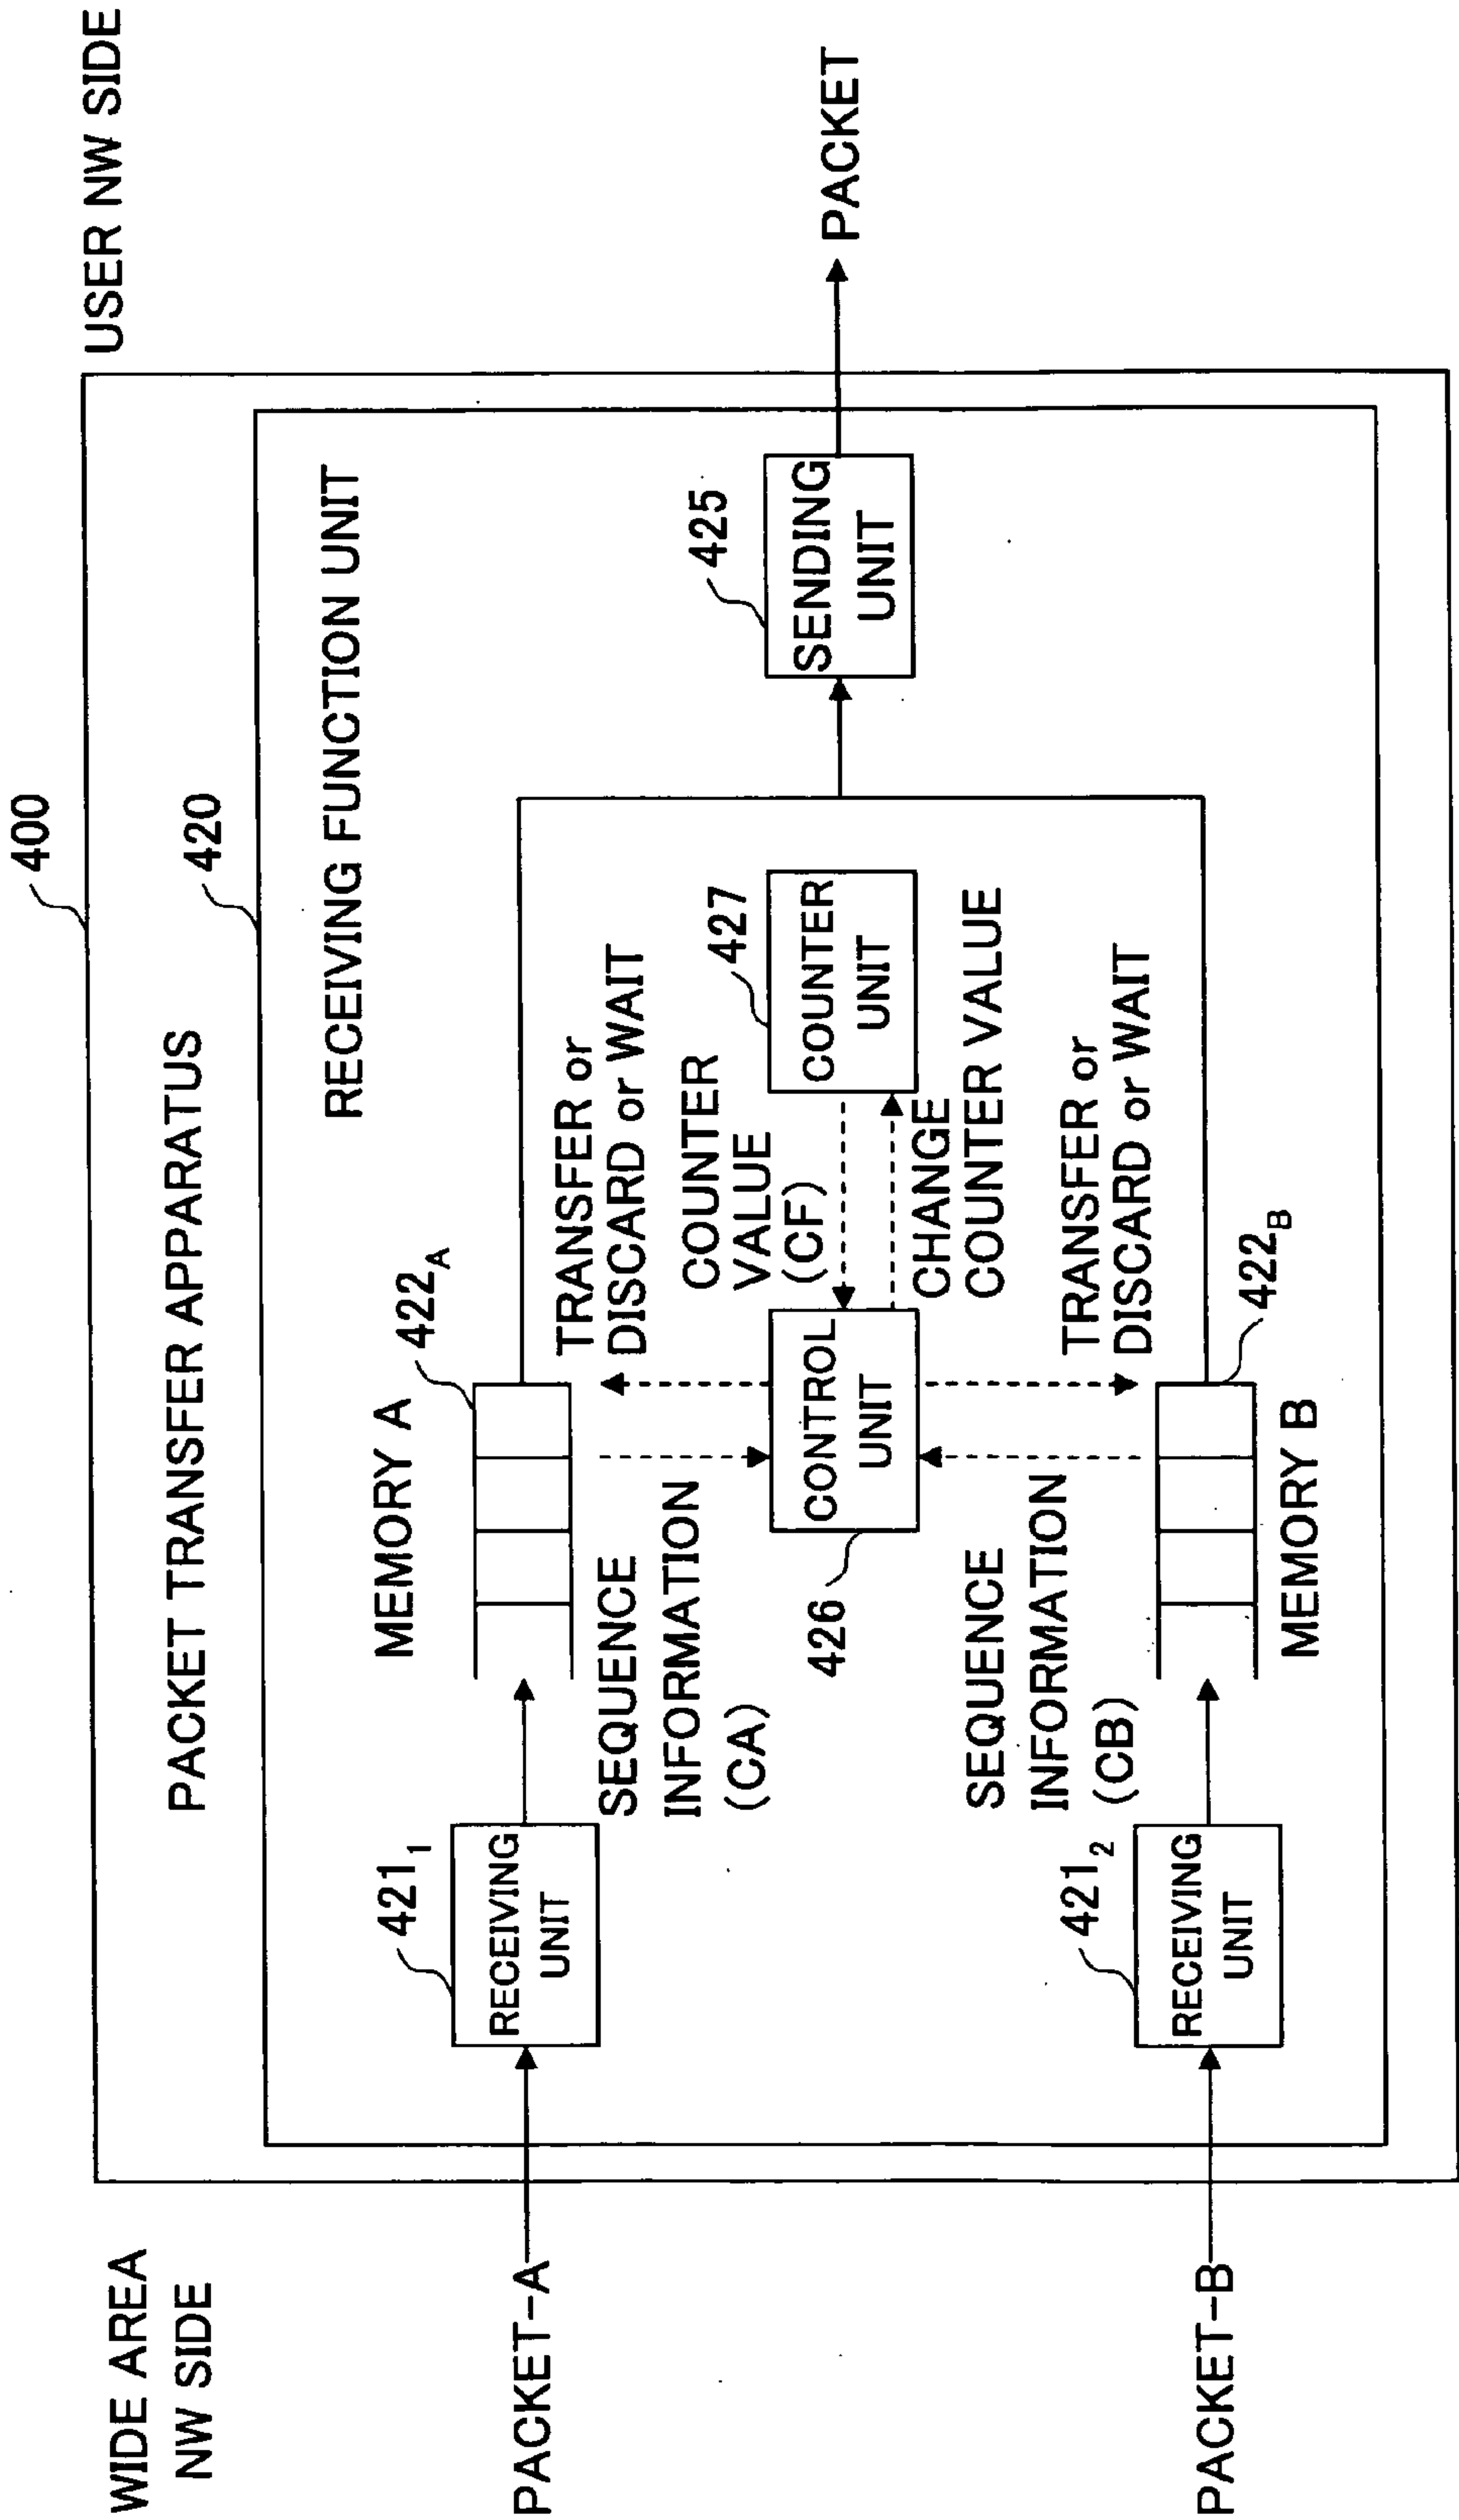 WIDE AREA
NW SIDE
USER NW SIDE
400
PACKET TRANSFER APPARATUS
420
RECEIVING FUNCTION UNIT
PACKET-A
421₁
RECEIVING
UNIT
MEMORY A
422A
SEQUENCE
INFORMATION
(CA)
TRANSFER or
DISCARD or WAIT
COUNTER
VALUE
(CF)
427
COUNTER
UNIT
425
SENDING
UNIT
PACKET
426
CONTROL
UNIT
CHANGE
COUNTER VALUE
SEQUENCE
INFORMATION
(CB)
TRANSFER or
DISCARD or WAIT
PACKET-B
421₂
RECEIVING
UNIT
422B
MEMORY B